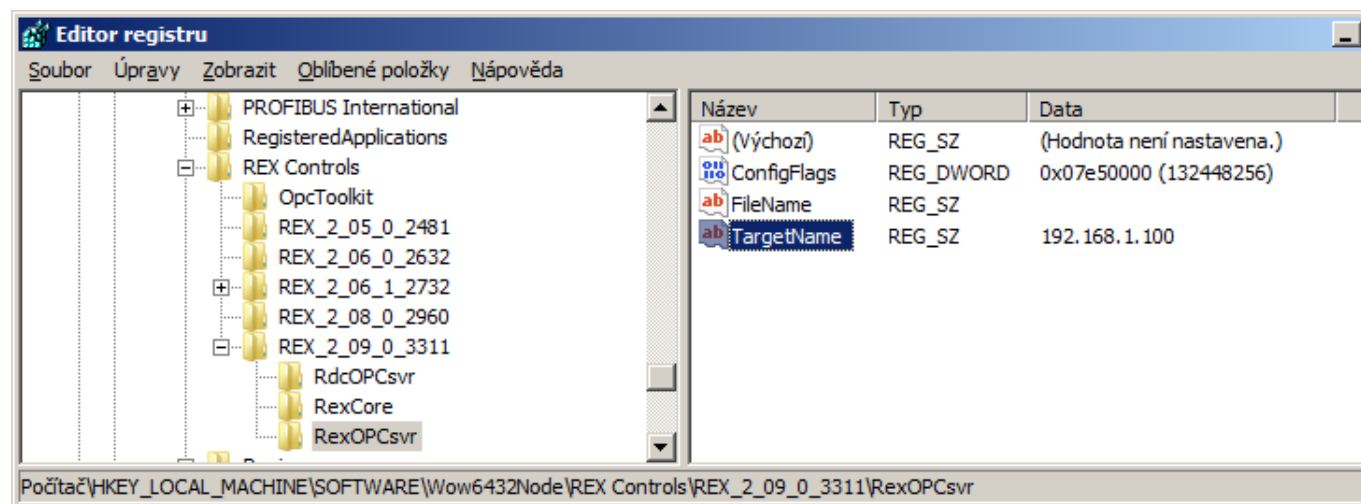 Editor registru
Soubor Úpravy Zobrazit Oblíbené položky Nápověda
PROFIBUS International
RegisteredApplications
REX Controls
OpcToolkit
REX_2_05_0_2481
REX_2_06_0_2632
REX_2_06_1_2732
REX_2_08_0_2960
REX_2_09_0_3311
RdcOPCsvr
RexCore
RexOPCsvr
Název Typ Data
(Výchozí) REG_SZ (Hodnota není nastavena.)
ConfigFlags REG_DWORD 0x07e50000 (132448256)
FileName REG_SZ
TargetName REG_SZ 192.168.1.100
Počítač\HKEY_LOCAL_MACHINE\SOFTWARE\Wow6432Node\REX Controls\REX_2_09_0_3311\RexOPCsvr